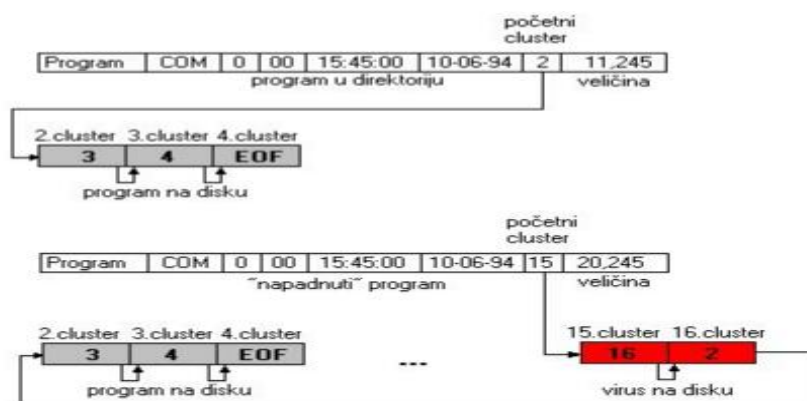 početni
cluster
Program COM 0 00 15:45:00 10-06-94 2 11,245
program u direktoriju veličina
2.cluster 3.cluster 4.cluster
3 4 EOF
program na disku
početni
cluster
Program COM 0 00 15:45:00 10-06-94 15 20,245
"napadnuti" program veličina
2.cluster 3.cluster 4.cluster 15.cluster 16.cluster
3 4 EOF ... 16 2
program na disku virus na disku